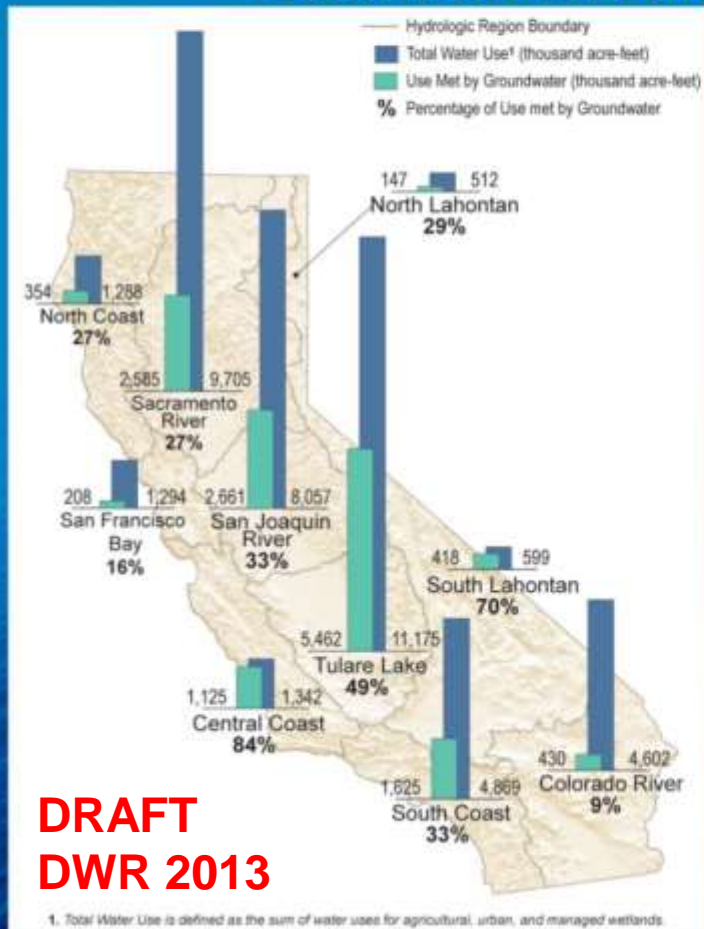 Hydrologic Region Boundary
Total Water Use¹ (thousand acre-feet)
Use Met by Groundwater (thousand acre-feet)
% Percentage of Use met by Groundwater
147 512
North Lahontan
29%
354 1,288
North Coast
27%
2,585 9,705
Sacramento
River
27%
208 1,294
San Francisco
Bay
16%
2,661 8,057
San Joaquin
River
33%
418 599
South Lahontan
70%
5,462 11,175
Tulare Lake
49%
1,125 1,342
Central Coast
84%
430 4,602
Colorado River
9%
1,625 4,869
South Coast
33%
DRAFT
DWR 2013
1. Total Water Use is defined as the sum of water uses for agricultural, urban, and managed wetlands.